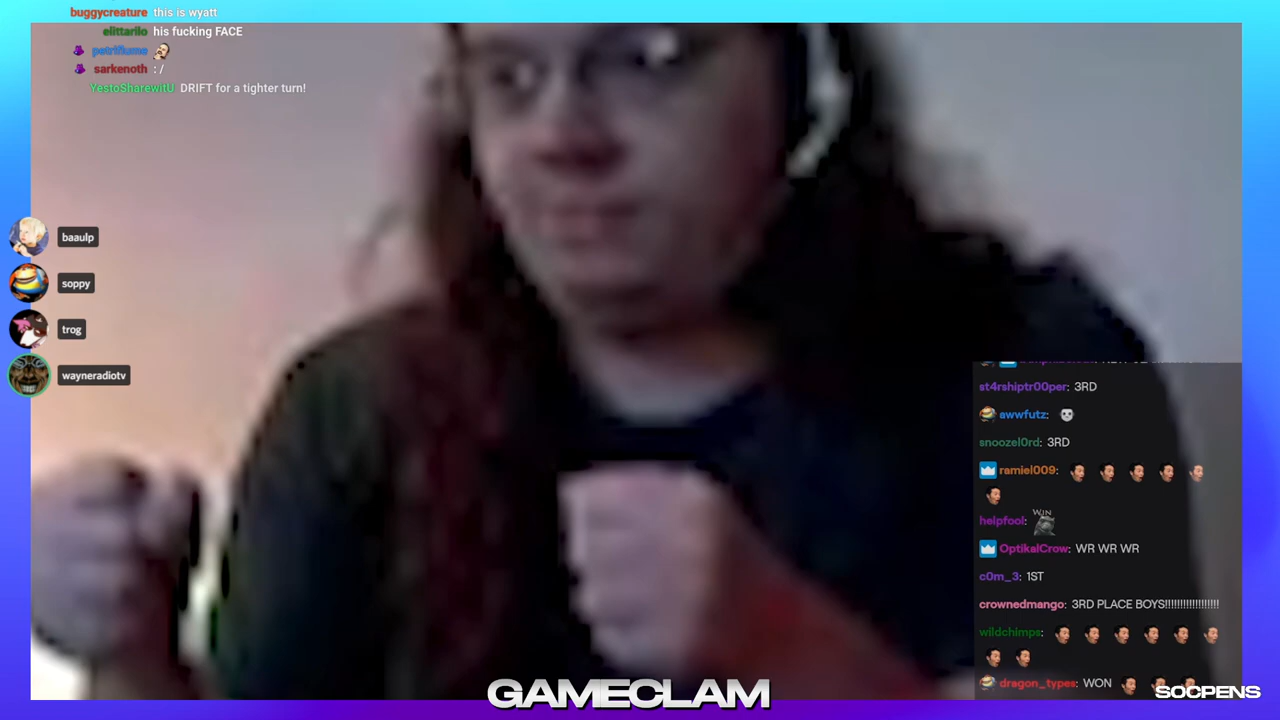 buggycreature this is wyatt
elittarilo his fucking FACE
petriflume
sarkenoth :/
YestoSharewitU DRIFT for a tighter turn!
baaulp
soppy
trog
wayneradiotv
st4rshiptr00per: 3RD
awwfutz:
snoozel0rd: 3RD
ramiel009:
helpfool: WIN
OptikalCrow: WR WR WR
c0m_3: 1ST
crownedmango: 3RD PLACE BOYS!!!!!!!!!!!!!!!!!!
wildchimps:
dragon_types: WON
GAMECLAM
SOCPENS